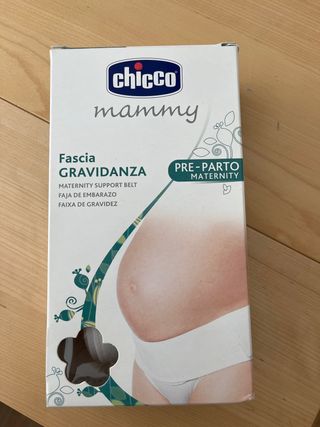 chicco
mammy
Fascia
GRAVIDANZA
MATERNITY SUPPORT BELT
FAJA DE EMBARAZO
FAIXA DE GRAVIDEZ
PRE-PARTO
MATERNITY